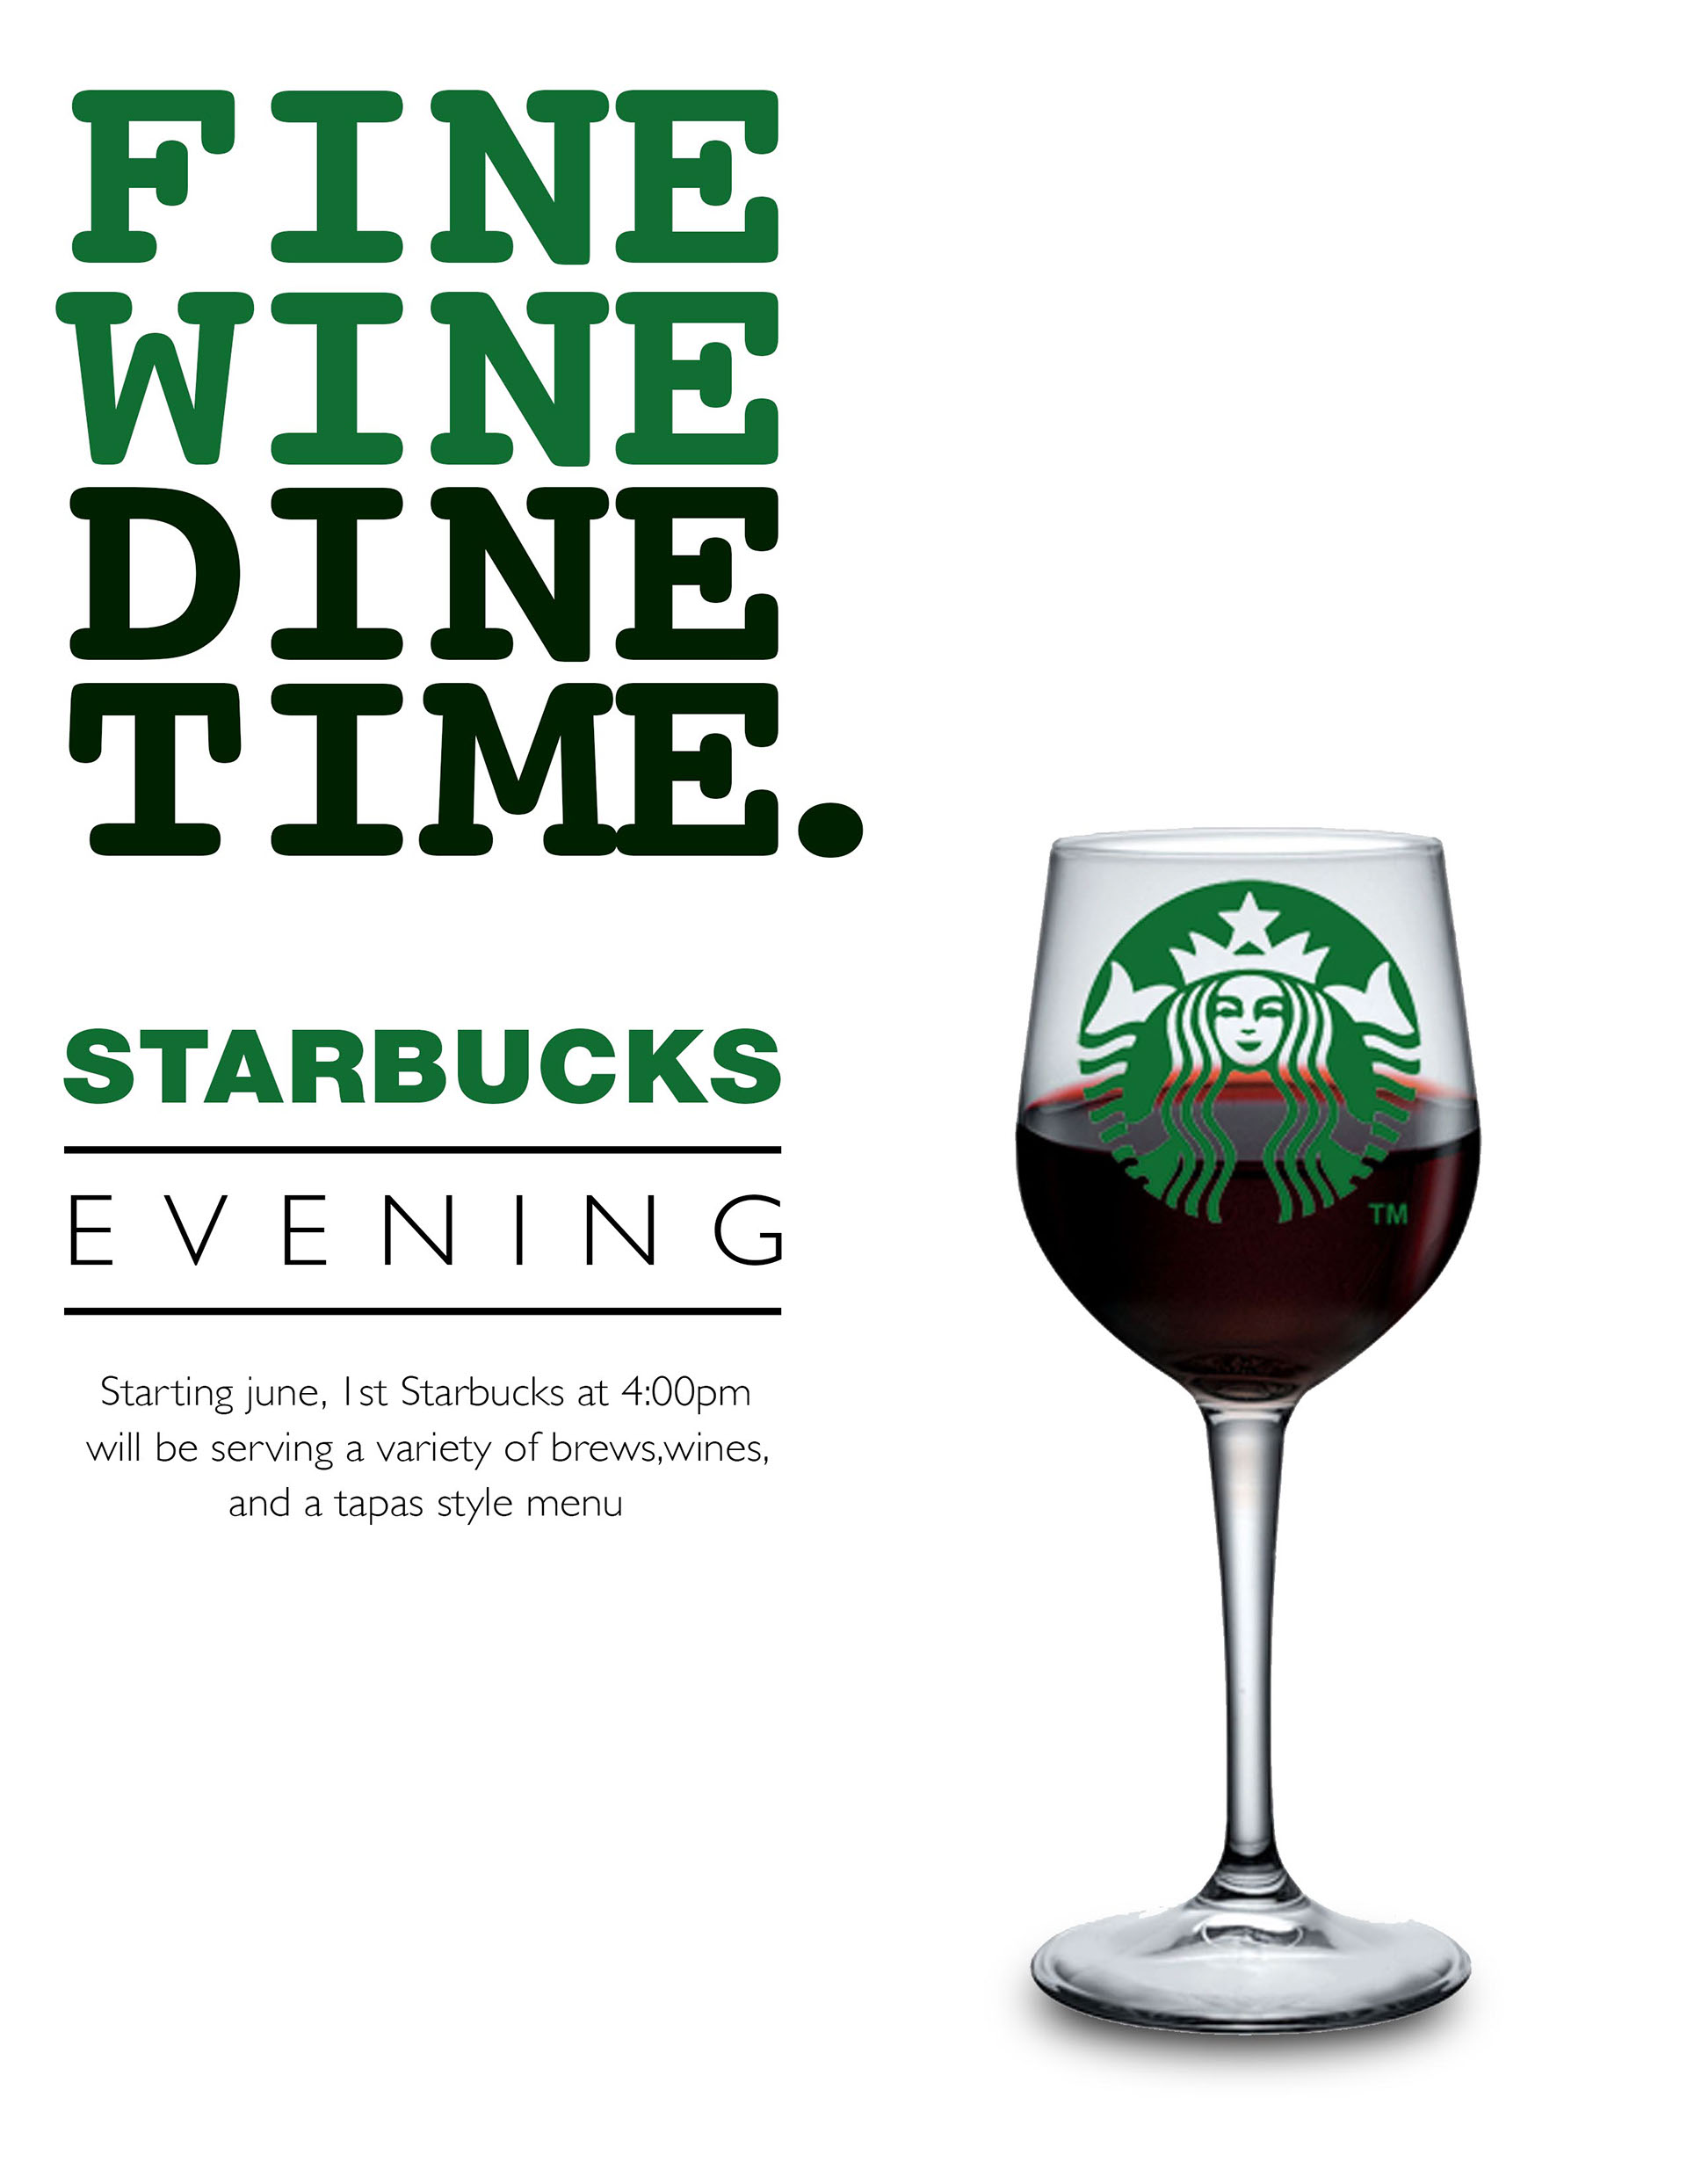 FINE
WINE
DINE
TIME.
STARBUCKS
EVENING
Starting june, 1st Starbucks at 4:00pm
will be serving a variety of brews,wines,
and a tapas style menu
TM